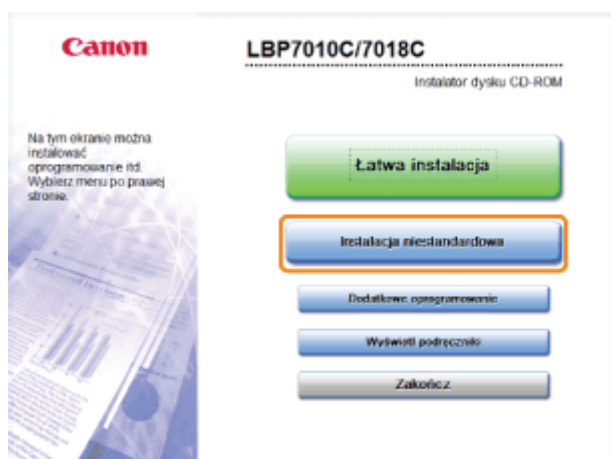 Canon
LBP7010C/7018C
Instalator dysku CD-ROM
Na tym ekranie można
instalować
oprogramowanie itd.
Wybierz menu po prawej
stronie.
Łatwa instalacja
Instalacja niestandardowa
Dodatkowe oprogramowanie
Wyświetl podręczniki
Zakończ